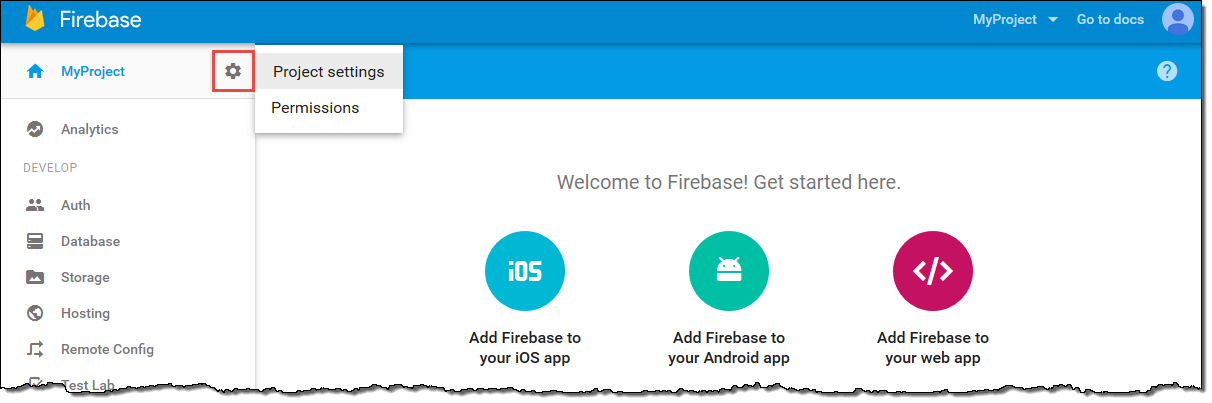 Firebase
MyProject
Go to docs
MyProject
Project settings
Permissions
?
Analytics
DEVELOP
Auth
Database
Storage
Hosting
Remote Config
Test Lab
Welcome to Firebase! Get started here.
iOS
</>
Add Firebase to
your iOS app
Add Firebase to
your Android app
Add Firebase to
your web app